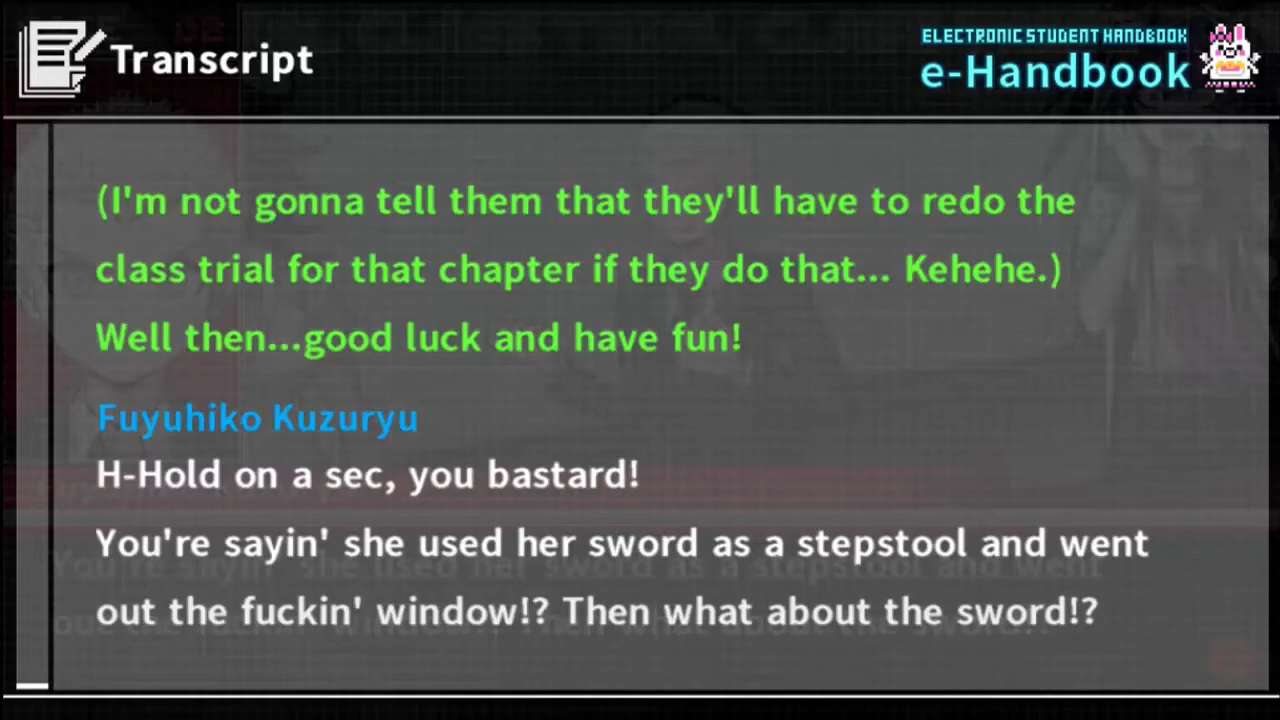 Transcript
ELECTRONIC STUDENT HANDBOOK
e-Handbook
(I'm not gonna tell them that they'll have to redo the
class trial for that chapter if they do that... Kehehe.)
Well then...good luck and have fun!
Fuyuhiko Kuzuryu
H-Hold on a sec, you bastard!
You're sayin' she used her sword as a stepstool and went
out the fuckin' window!? Then what about the sword!?